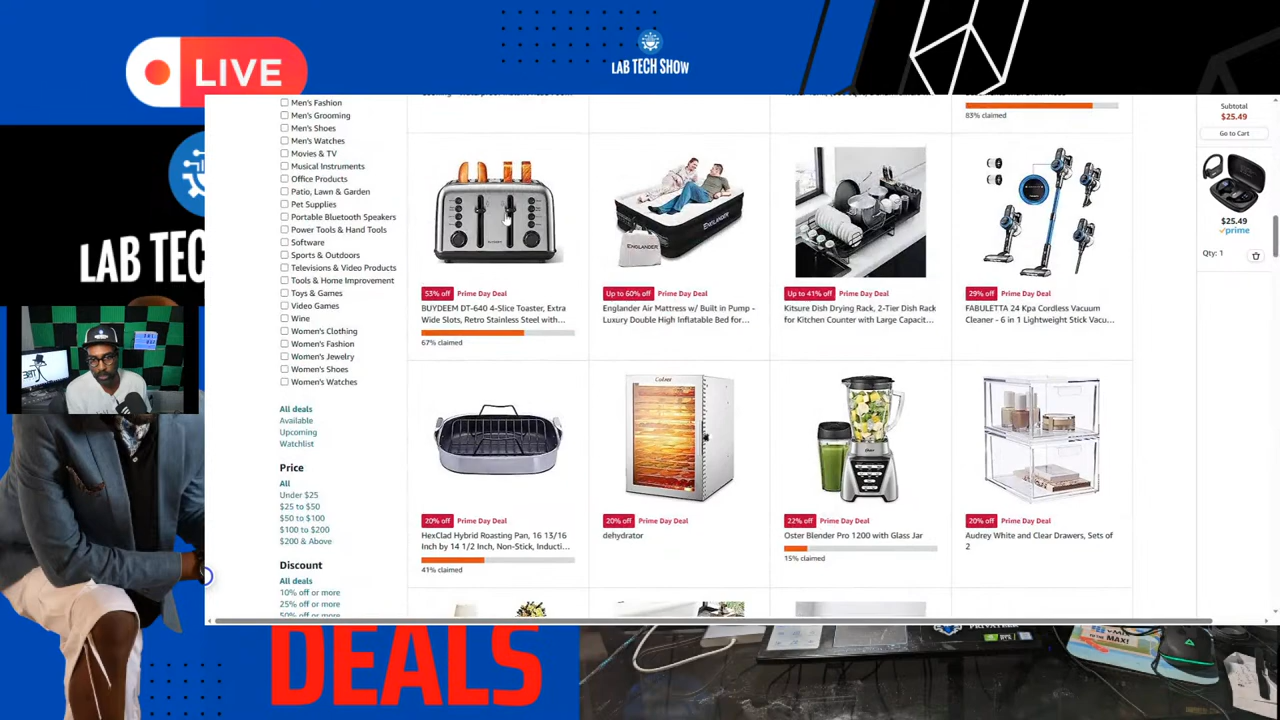 LIVE
LAB TECH SHOW
LAB TEC
83% claimed
Subtotal
$25.49
Go to Cart
$25.49
prime
Qty: 1
Men's Fashion
Men's Grooming
Men's Shoes
Men's Watches
Movies & TV
Musical Instruments
Office Products
Patio, Lawn & Garden
Pet Supplies
Portable Bluetooth Speakers
Power Tools & Hand Tools
Software
Sports & Outdoors
Televisions & Video Products
Tools & Home Improvement
Toys & Games
Video Games
Wine
Women's Clothing
Women's Fashion
Women's Jewelry
Women's Shoes
Women's Watches
All deals
Available
Upcoming
Watchlist
Price
All
Under $25
$25 to $50
$50 to $100
$100 to $200
$200 & Above
Discount
All deals
10% off or more
25% off or more
50% off or more
ENGLANDER
ENGLANDER
53% off Prime Day Deal
BUYDEEM DT-640 4-Slice Toaster, Extra
Wide Slots, Retro Stainless Steel with...
67% claimed
Up to 60% off Prime Day Deal
Englander Air Mattress w/ Built in Pump -
Luxury Double High Inflatable Bed for...
Up to 41% off Prime Day Deal
Kitsure Dish Drying Rack, 2-Tier Dish Rack
for Kitchen Counter with Large Capacit...
29% off Prime Day Deal
FABULETTA 24 Kpa Cordless Vacuum
Cleaner - 6 in 1 Lightweight Stick Vacu...
20% off Prime Day Deal
HexClad Hybrid Roasting Pan, 16 13/16
Inch by 14 1/2 Inch, Non-Stick, Inducti...
41% claimed
20% off Prime Day Deal
dehydrator
22% off Prime Day Deal
Oster Blender Pro 1200 with Glass Jar
15% claimed
20% off Prime Day Deal
Audrey White and Clear Drawers, Sets of
2
DEALS